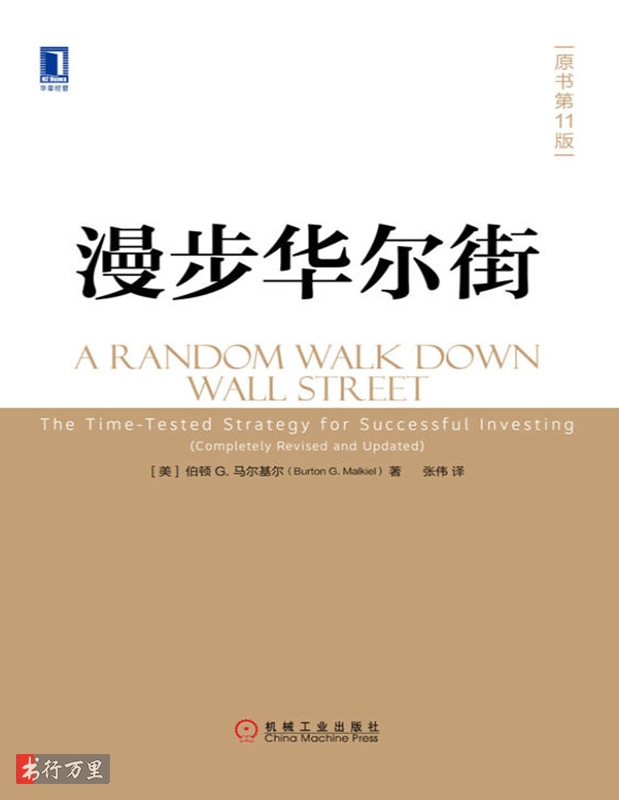 HZ BOOKS
华章经管
原书第11版
漫步华尔街
A RANDOM WALK DOWN
WALL STREET
The Time-Tested Strategy for Successful Investing
(Completely Revised and Updated)
[美] 伯顿 G. 马尔基尔 (Burton G. Malkiel) 著 张伟 译
机械工业出版社
China Machine Press
书行万里